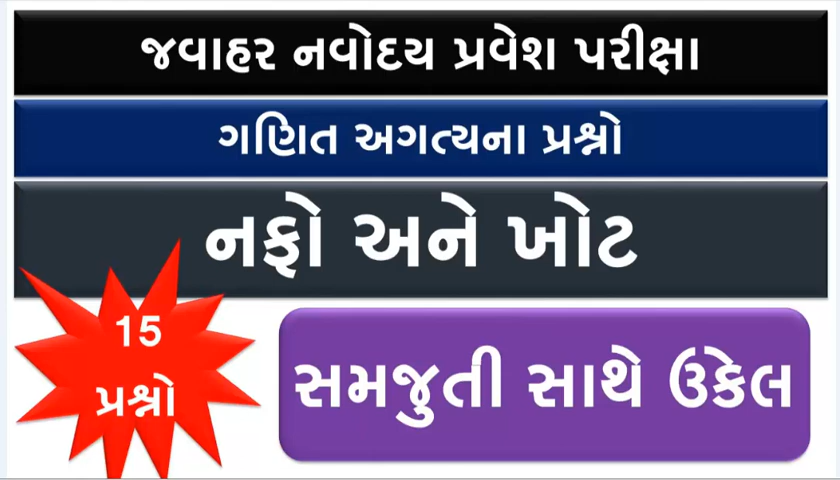 જવાહર નવોદય પ્રવેશ પરીક્ષા
ગણિત અગત્યના પ્રશ્નો
નફો અને ખોટ
15
પ્રશ્નો
સમજુતી સાથે ઉકેલ